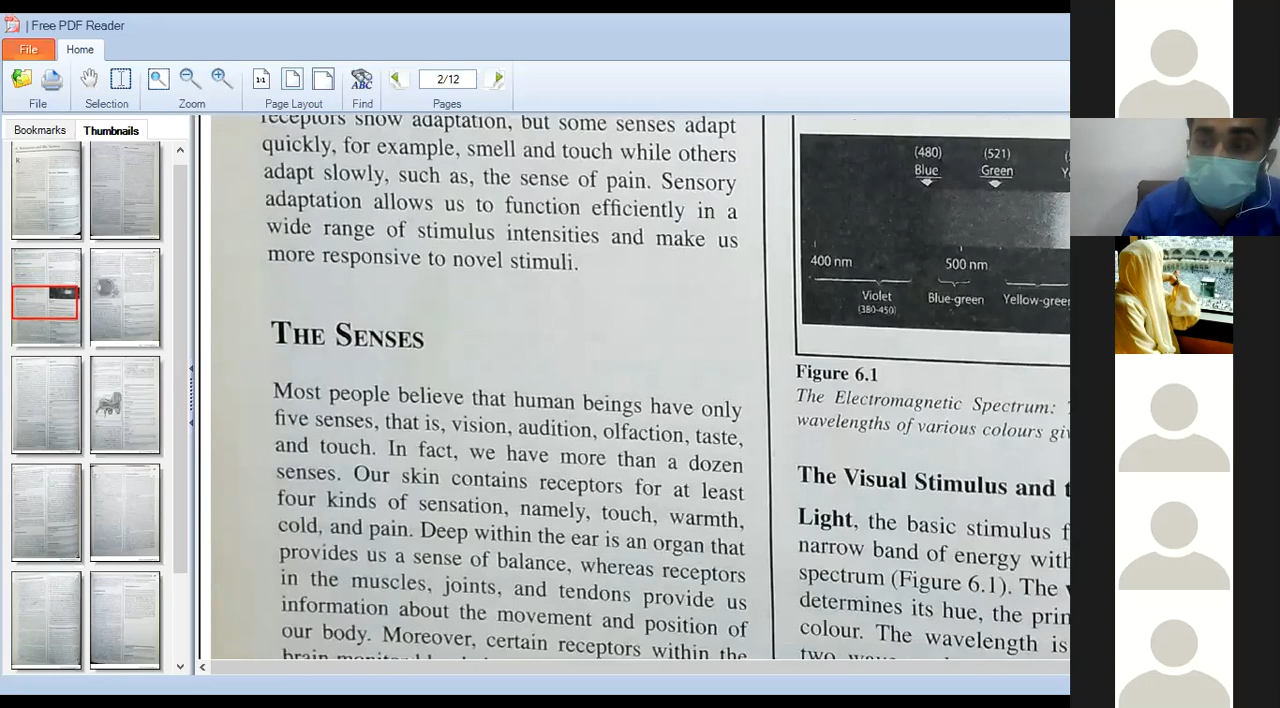 | Free PDF Reader
File
Home
2/12
File
Selection
Zoom
Page Layout
Find
Pages
Bookmarks
Thumbnails
receptors show adaptation, but some senses adapt
quickly, for example, smell and touch while others
adapt slowly, such as, the sense of pain. Sensory
adaptation allows us to function efficiently in a
wide range of stimulus intensities and make us
more responsive to novel stimuli.
THE SENSES
Most people believe that human beings have only
five senses, that is, vision, audition, olfaction, taste,
and touch. In fact, we have more than a dozen
senses. Our skin contains receptors for at least
four kinds of sensation, namely, touch, warmth,
cold, and pain. Deep within the ear is an organ that
provides us a sense of balance, whereas receptors
in the muscles, joints, and tendons provide us
information about the movement and position of
our body. Moreover, certain receptors within the
(480)
Blue
(521)
Green
400 nm
500 nm
Violet
(380-450)
Blue-green
Yellow-gree
Figure 6.1
The Electromagnetic Spectrum:
wavelengths of various colours gi
The Visual Stimulus and t
Light, the basic stimulus f
narrow band of energy with
spectrum (Figure 6.1). The
determines its hue, the prin
colour. The wavelength is